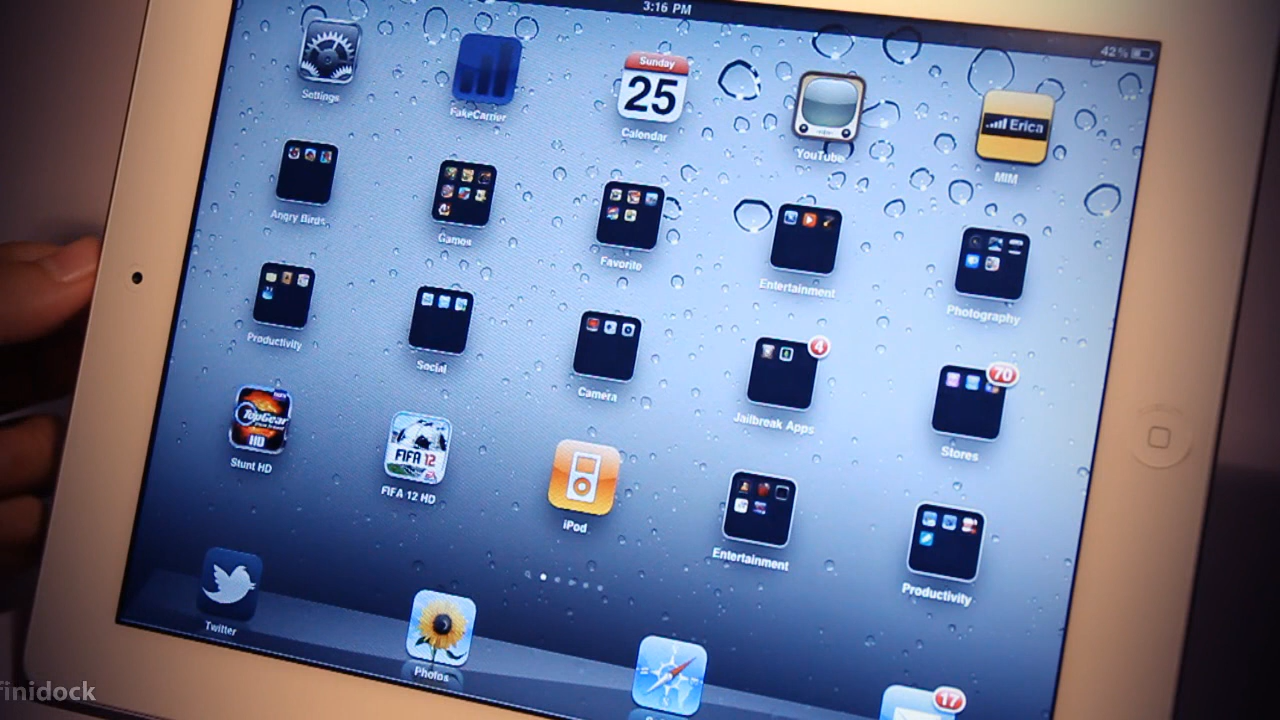 3:16 PM
42%
Settings
FakeCarrier
Sunday
25
Calendar
YouTube
Erica
MIM
Angry Birds
Games
Favorite
Entertainment
Photography
Productivity
Social
Camera
4
Jailbreak Apps
70
Stores
TopGear
HD
Stunt HD
FIFA 12
FIFA 12 HD
iPod
Entertainment
Productivity
Twitter
Photos
17
finidock